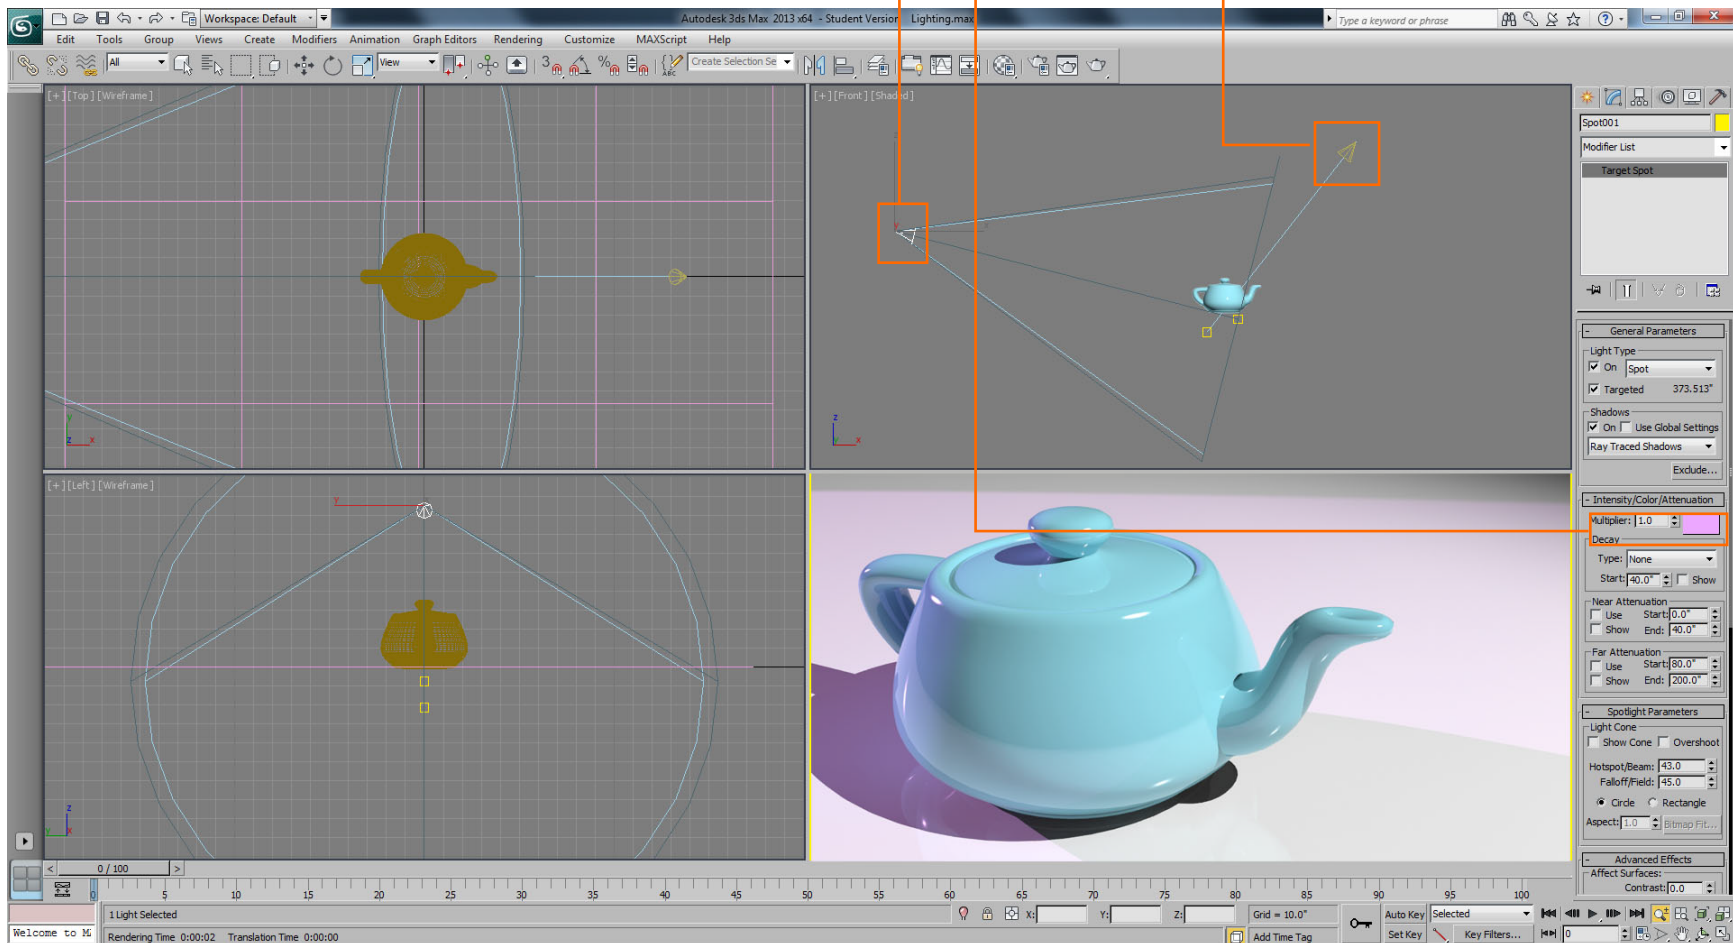 Workspace: Default
Autodesk 3ds Max 2013 x64 - Student Version Lighting.max
Type a keyword or phrase
Edit Tools Group Views Create Modifiers Animation Graph Editors Rendering Customize MAXScript Help
All
View
3
Create Selection Se
[+][Top][Wireframe]
[+][Front][Shaded]
Spot001
Modifier List
Target Spot
General Parameters
Light Type
On Spot
Targeted 373.513"
Shadows
On Use Global Settings
Ray Traced Shadows
Exclude...
[+][Left][Wireframe]
Intensity/Color/Attenuation
Multiplier: 1.0
Decay
Type: None
Start: 40.0" Show
Near Attenuation
Use Start: 0.0"
Show End: 40.0"
Far Attenuation
Use Start: 80.0"
Show End: 200.0"
Spotlight Parameters
Light Cone
Show Cone Overshoot
Hotspot/Beam: 43.0
Falloff/Field: 45.0
Circle Rectangle
Aspect: 1.0 Bitmap Fit...
Advanced Effects
Affect Surfaces:
Contrast: 0.0
0 / 100
0 5 10 15 20 25 30 35 40 45 50 55 60 65 70 75 80 85 90 95 100
1 Light Selected
X: Y: Z: Grid = 10.0"
Auto Key Selected
Welcome to M
Rendering Time 0:00:02 Translation Time 0:00:00
Add Time Tag
Set Key Key Filters...
0